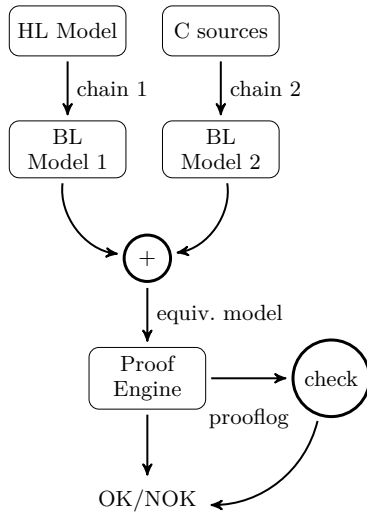 HL Model
C sources
chain 1
chain 2
BL
Model 1
BL
Model 2
+
equiv. model
Proof
Engine
check
prooflog
OK/NOK